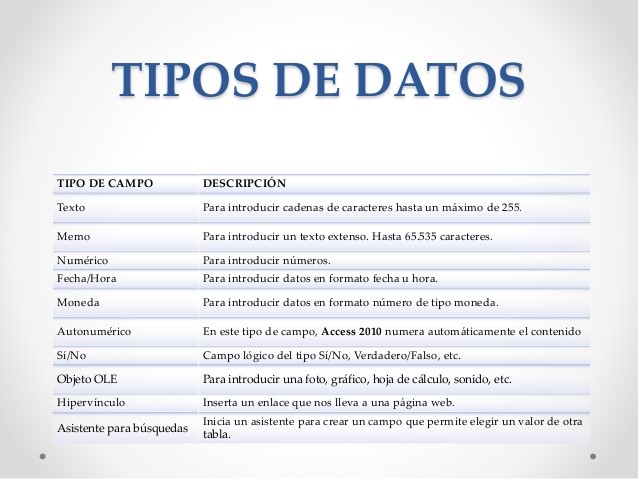 TIPOS DE DATOS
TIPO DE CAMPO DESCRIPCIÓN
Texto Para introducir cadenas de caracteres hasta un máximo de 255.
Memo Para introducir un texto extenso. Hasta 65.535 caracteres.
Numérico Para introducir números.
Fecha/Hora Para introducir datos en formato fecha u hora.
Moneda Para introducir datos en formato número de tipo moneda.
Autonumérico En este tipo de campo, Access 2010 numera automáticamente el contenido
Sí/No Campo lógico del tipo Sí/No, Verdadero/Falso, etc.
Objeto OLE Para introducir una foto, gráfico, hoja de cálculo, sonido, etc.
Hipervínculo Inserta un enlace que nos lleva a una página web.
Asistente para búsquedas Inicia un asistente para crear un campo que permite elegir un valor de otra
tabla.